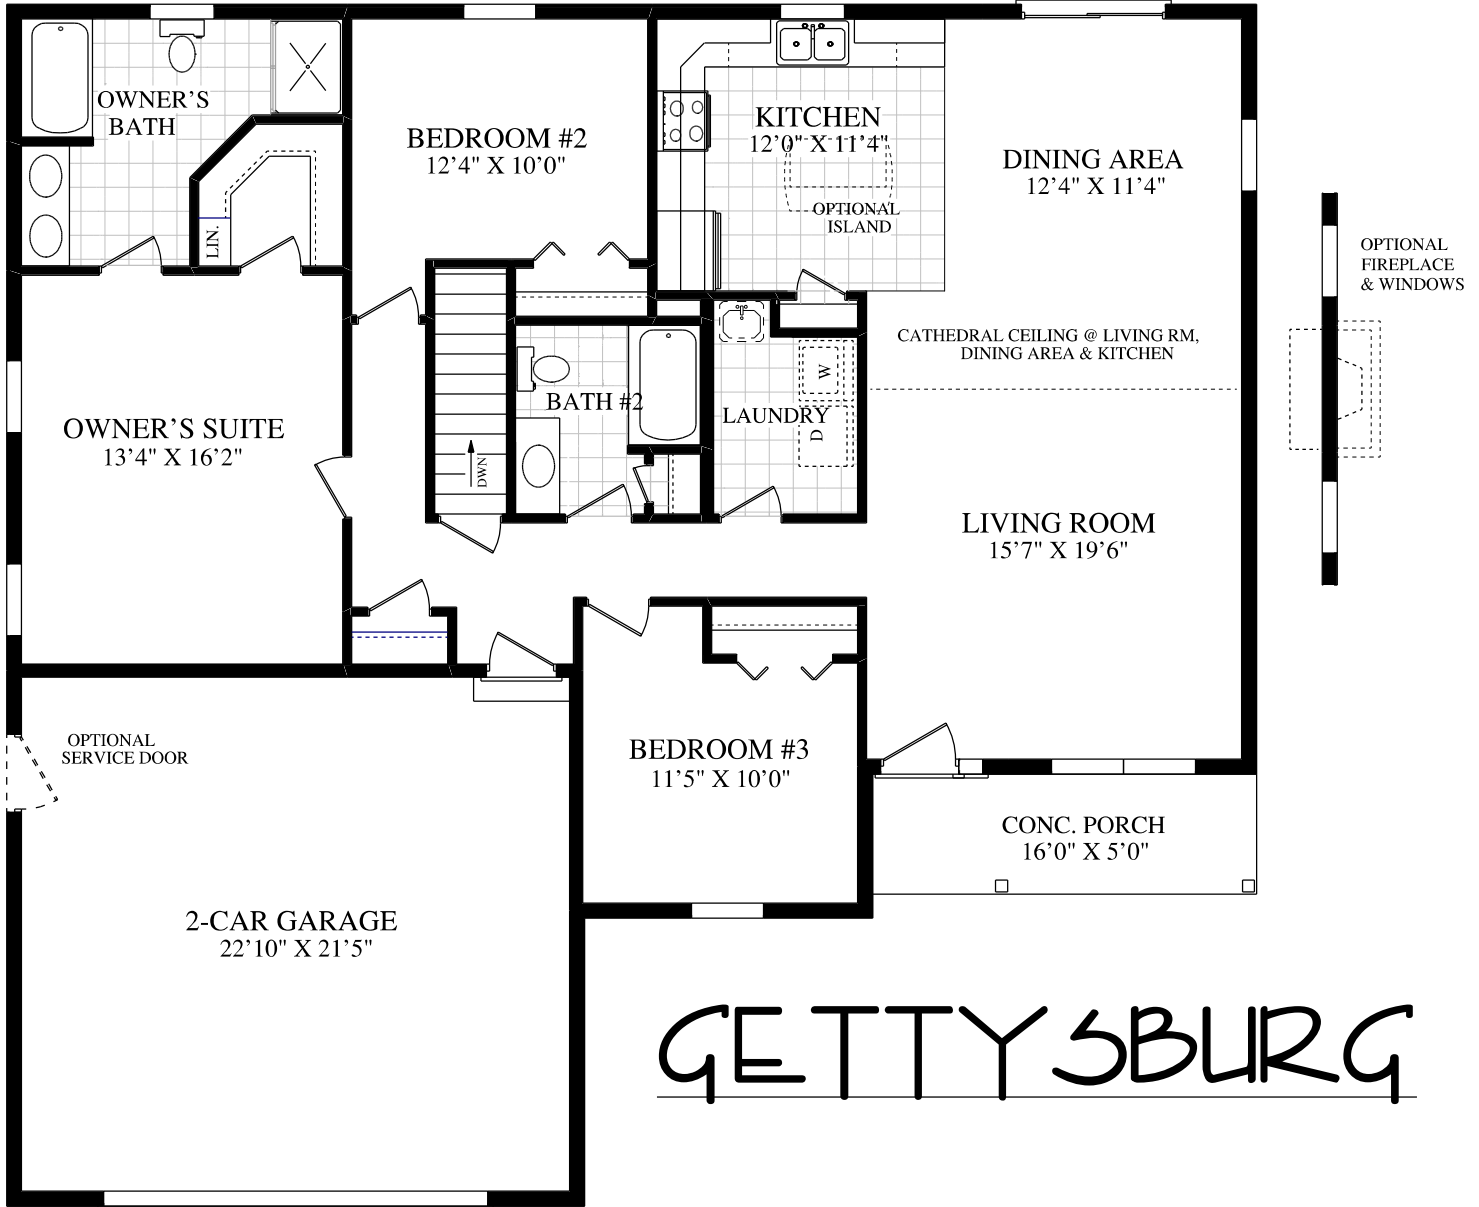 OWNER'S
BATH
BEDROOM #2
12'4" X 10'0"
KITCHEN
12'0" X 11'4"
OPTIONAL
ISLAND
DINING AREA
12'4" X 11'4"
LIN.
OPTIONAL
FIREPLACE
& WINDOWS
CATHEDRAL CEILING @ LIVING RM,
DINING AREA & KITCHEN
OWNER'S SUITE
13'4" X 16'2"
DWN
BATH #2
LAUNDRY
W
D
LIVING ROOM
15'7" X 19'6"
OPTIONAL
SERVICE DOOR
BEDROOM #3
11'5" X 10'0"
CONC. PORCH
16'0" X 5'0"
2-CAR GARAGE
22'10" X 21'5"
GETTYSBURG